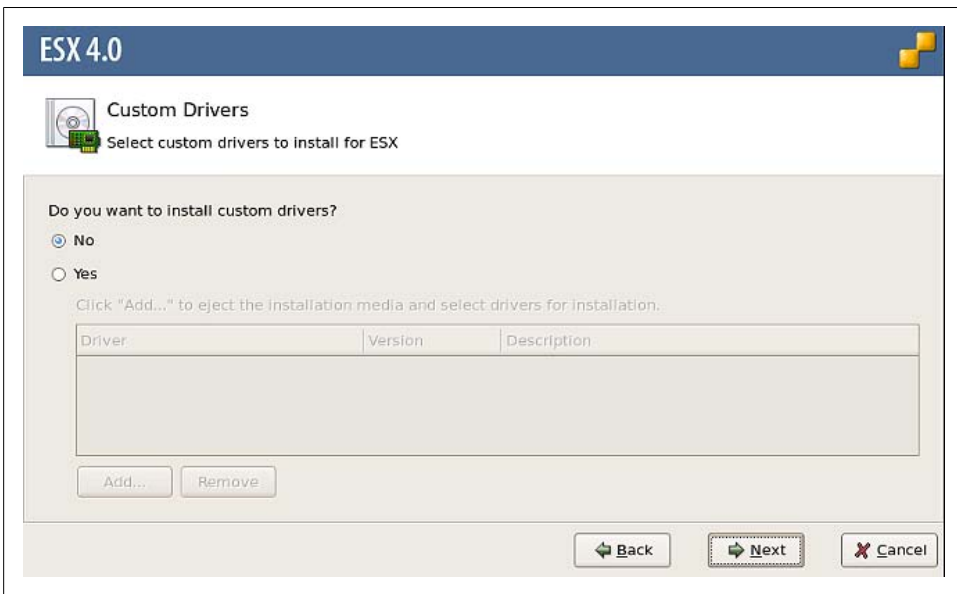 ESX 4.0
Custom Drivers
Select custom drivers to install for ESX
Do you want to install custom drivers?
No
Yes
Click "Add..." to eject the installation media and select drivers for installation.
Driver Version Description
Add... Remove
Back Next Cancel